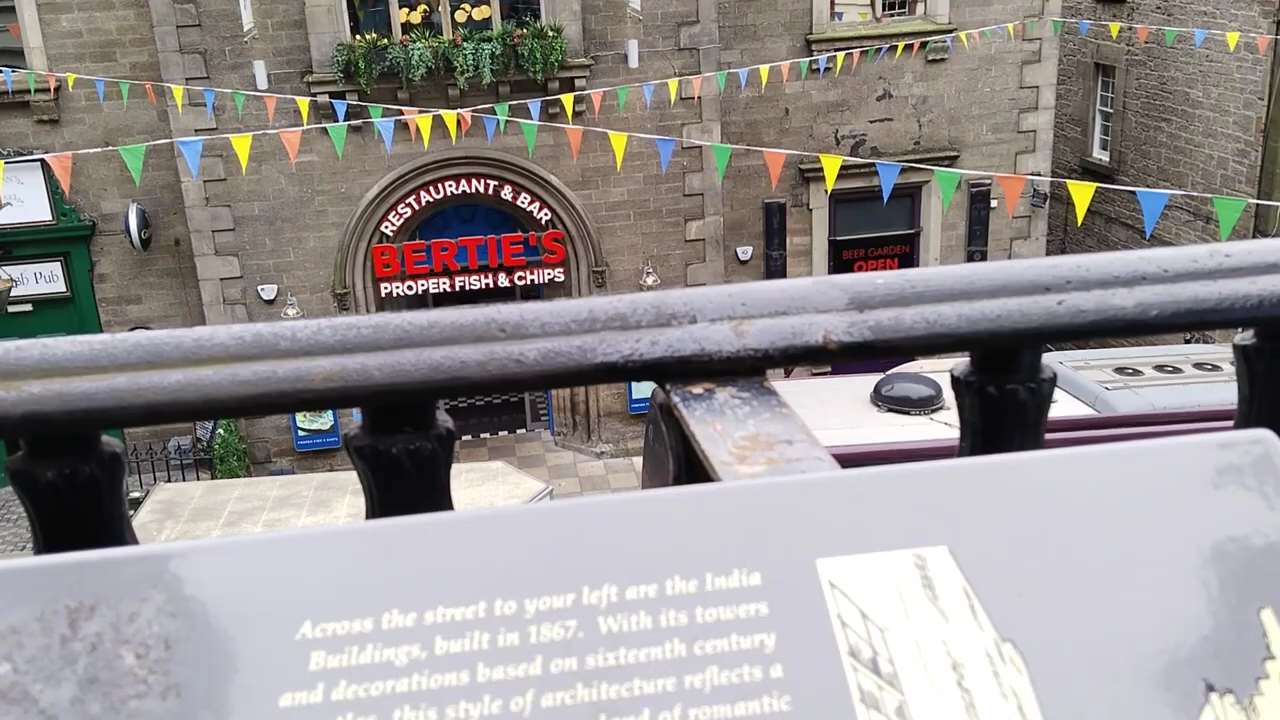 RESTAURANT & BAR
BERTIE'S
PROPER FISH & CHIPS
BEER GARDEN
OPEN
Pub
Across the street to your left are the India
Buildings, built in 1867. With its towers
and decorations based on sixteenth century
this style of architecture reflects a
of romantic